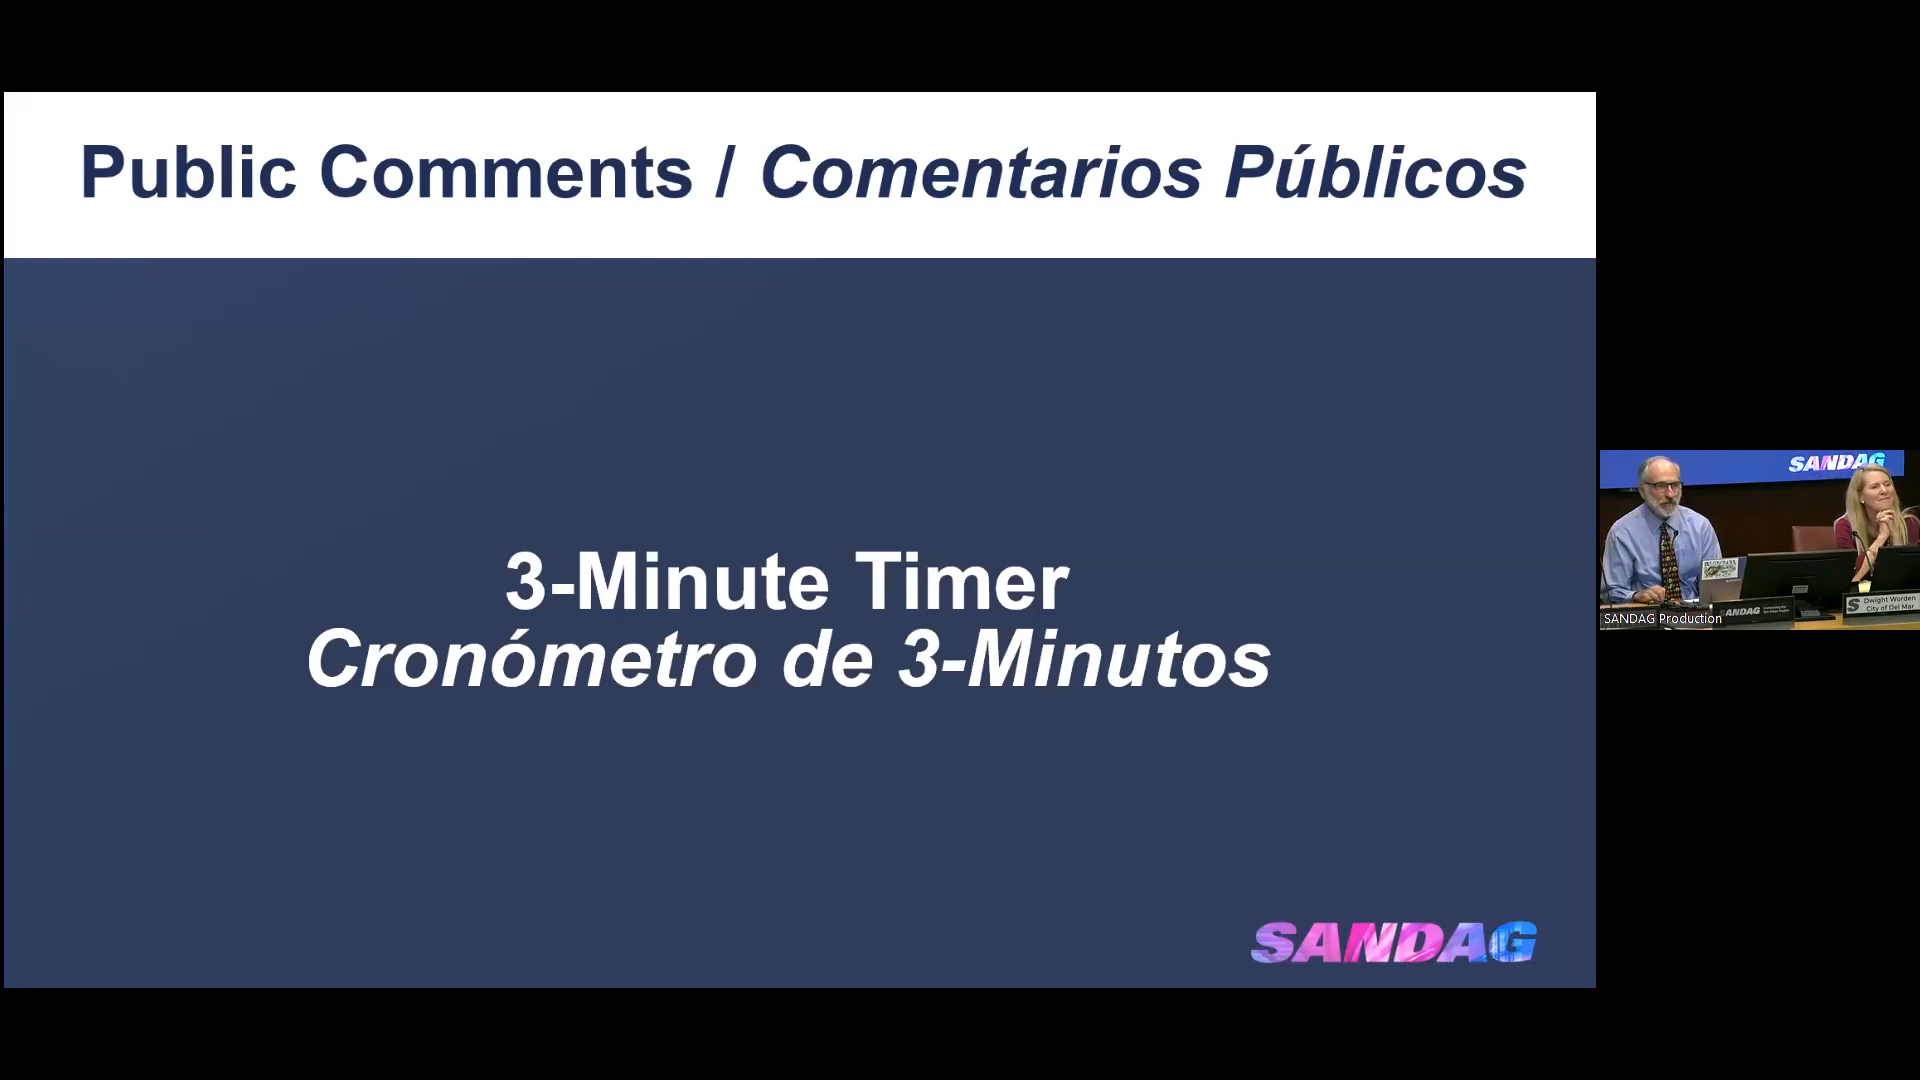 Public Comments / Comentarios Públicos
3-Minute Timer
Cronómetro de 3-Minutos
SANDAG
SANDAG
SANDAG
Dwight Worden
City of Del Mar
SANDAG Production